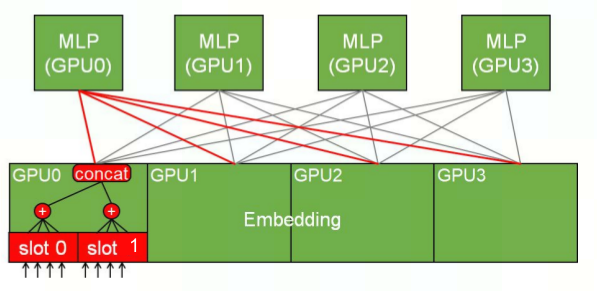 MLP
(GPU0)
MLP
(GPU1)
MLP
(GPU2)
MLP
(GPU3)
GPU0
concat
GPU1
GPU2
GPU3
+
+
Embedding
slot 0
slot 1